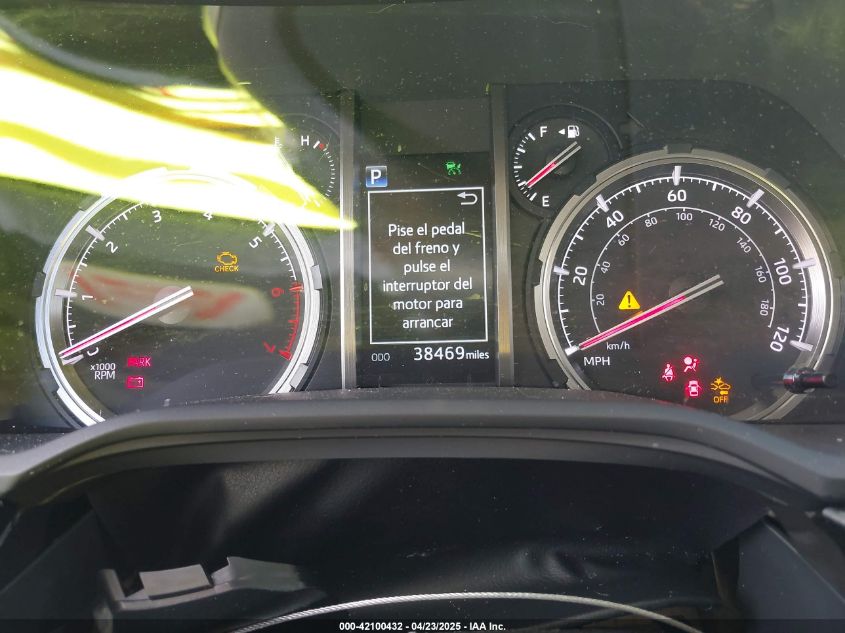 H
P
F
E
Pise el pedal
del freno y
pulse el
interruptor del
motor para
arrancar
000 38469 miles
1 2 3 4 5 6 7
CHECK
x1000
RPM
PARK
20 40 60 80 100 120
20 40 60 80 100 120 140 160 180
km/h
MPH
OFF
000-42100432 - 04/23/2025 - IAA Inc.